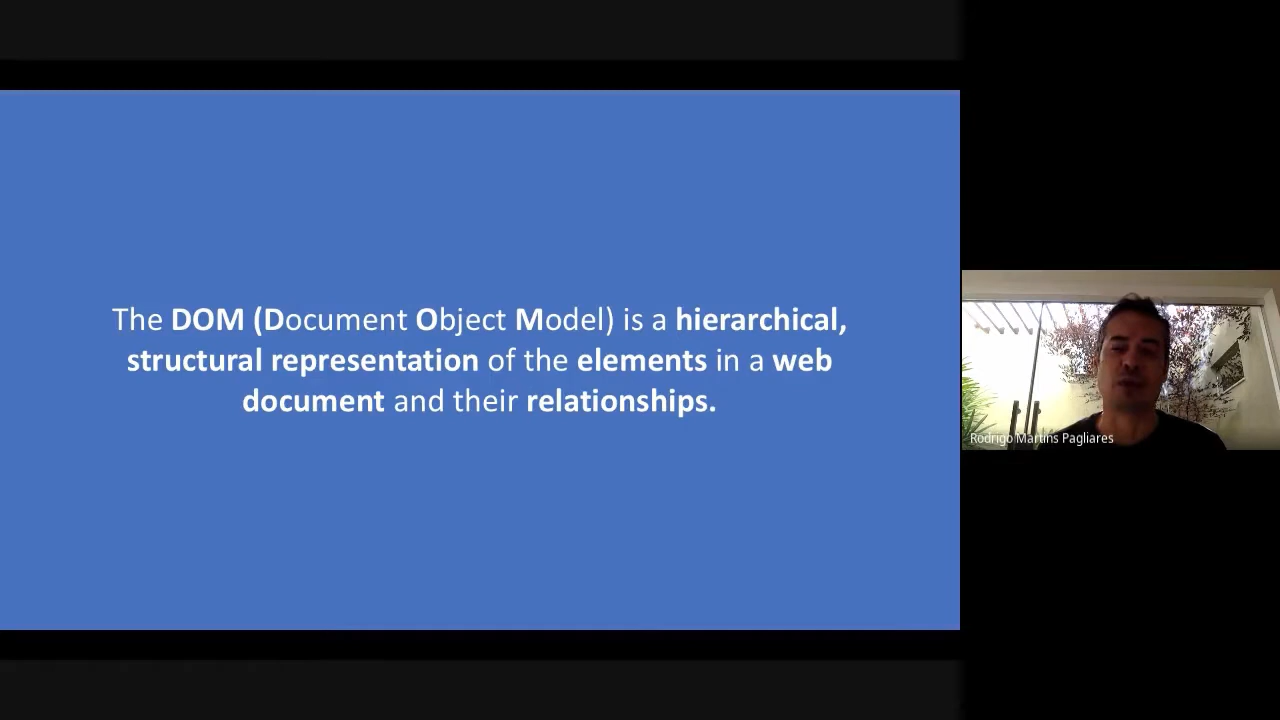 The DOM (Document Object Model) is a hierarchical,
structural representation of the elements in a web
document and their relationships.
Rodrigo Martins Pagliares